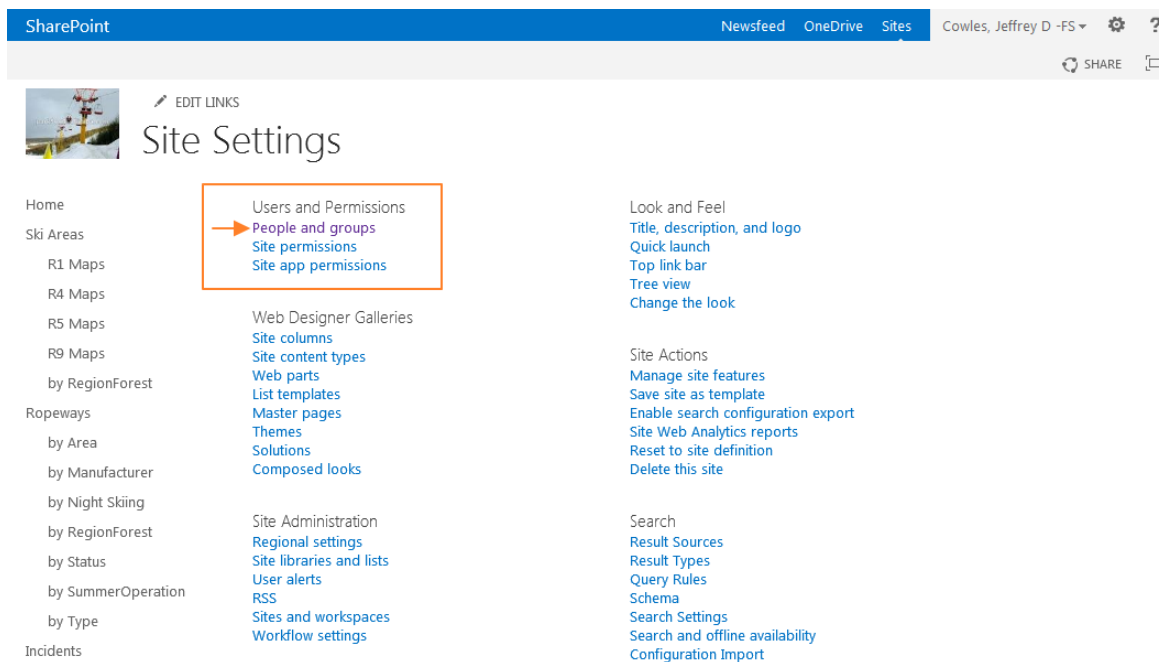 SharePoint
Newsfeed OneDrive Sites Cowles, Jeffrey D -FS ?
SHARE
EDIT LINKS
Site Settings
Home
Ski Areas
R1 Maps
R4 Maps
R5 Maps
R9 Maps
by RegionForest
Ropeways
by Area
by Manufacturer
by Night Skiing
by RegionForest
by Status
by SummerOperation
by Type
Incidents
Users and Permissions
People and groups
Site permissions
Site app permissions
Web Designer Galleries
Site columns
Site content types
Web parts
List templates
Master pages
Themes
Solutions
Composed looks
Site Administration
Regional settings
Site libraries and lists
User alerts
RSS
Sites and workspaces
Workflow settings
Look and Feel
Title, description, and logo
Quick launch
Top link bar
Tree view
Change the look
Site Actions
Manage site features
Save site as template
Enable search configuration export
Site Web Analytics reports
Reset to site definition
Delete this site
Search
Result Sources
Result Types
Query Rules
Schema
Search Settings
Search and offline availability
Configuration Import